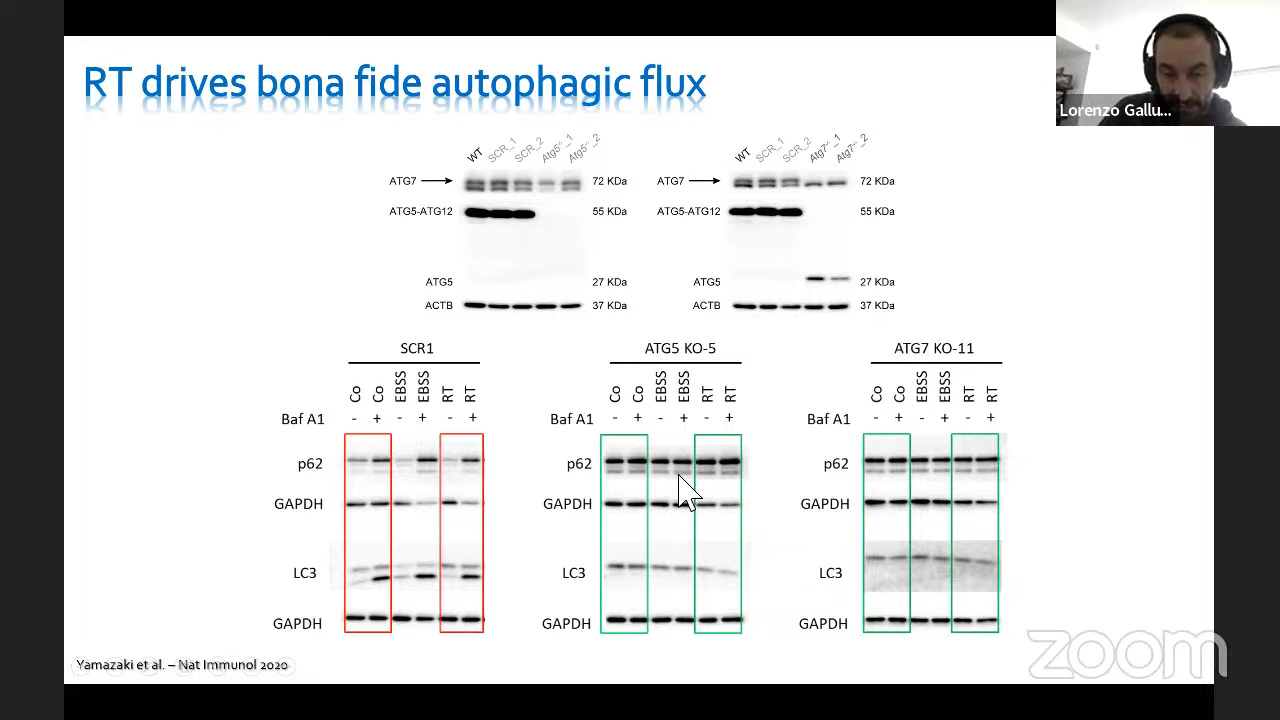 RT drives bona fide autophagic flux
Lorenzo Gallu...
WT SCR_1 SCR_2 Atg5-/-_1 Atg5-/-_2
ATG7 72 KDa
ATG5-ATG12 55 KDa
ATG5 27 KDa
ACTB 37 KDa
WT SCR_1 SCR_2 Atg7-/-_1 Atg7-/-_2
ATG7 72 KDa
ATG5-ATG12 55 KDa
ATG5 27 KDa
ACTB 37 KDa
SCR1
Co Co EBSS EBSS RT RT
Baf A1 - + - + - +
p62
GAPDH
LC3
GAPDH
ATG5 KO-5
Co Co EBSS EBSS RT RT
Baf A1 - + - + - +
p62
GAPDH
LC3
GAPDH
ATG7 KO-11
Co Co EBSS EBSS RT RT
Baf A1 - + - + - +
p62
GAPDH
LC3
GAPDH
Yamazaki et al. – Nat Immunol 2020
zoom